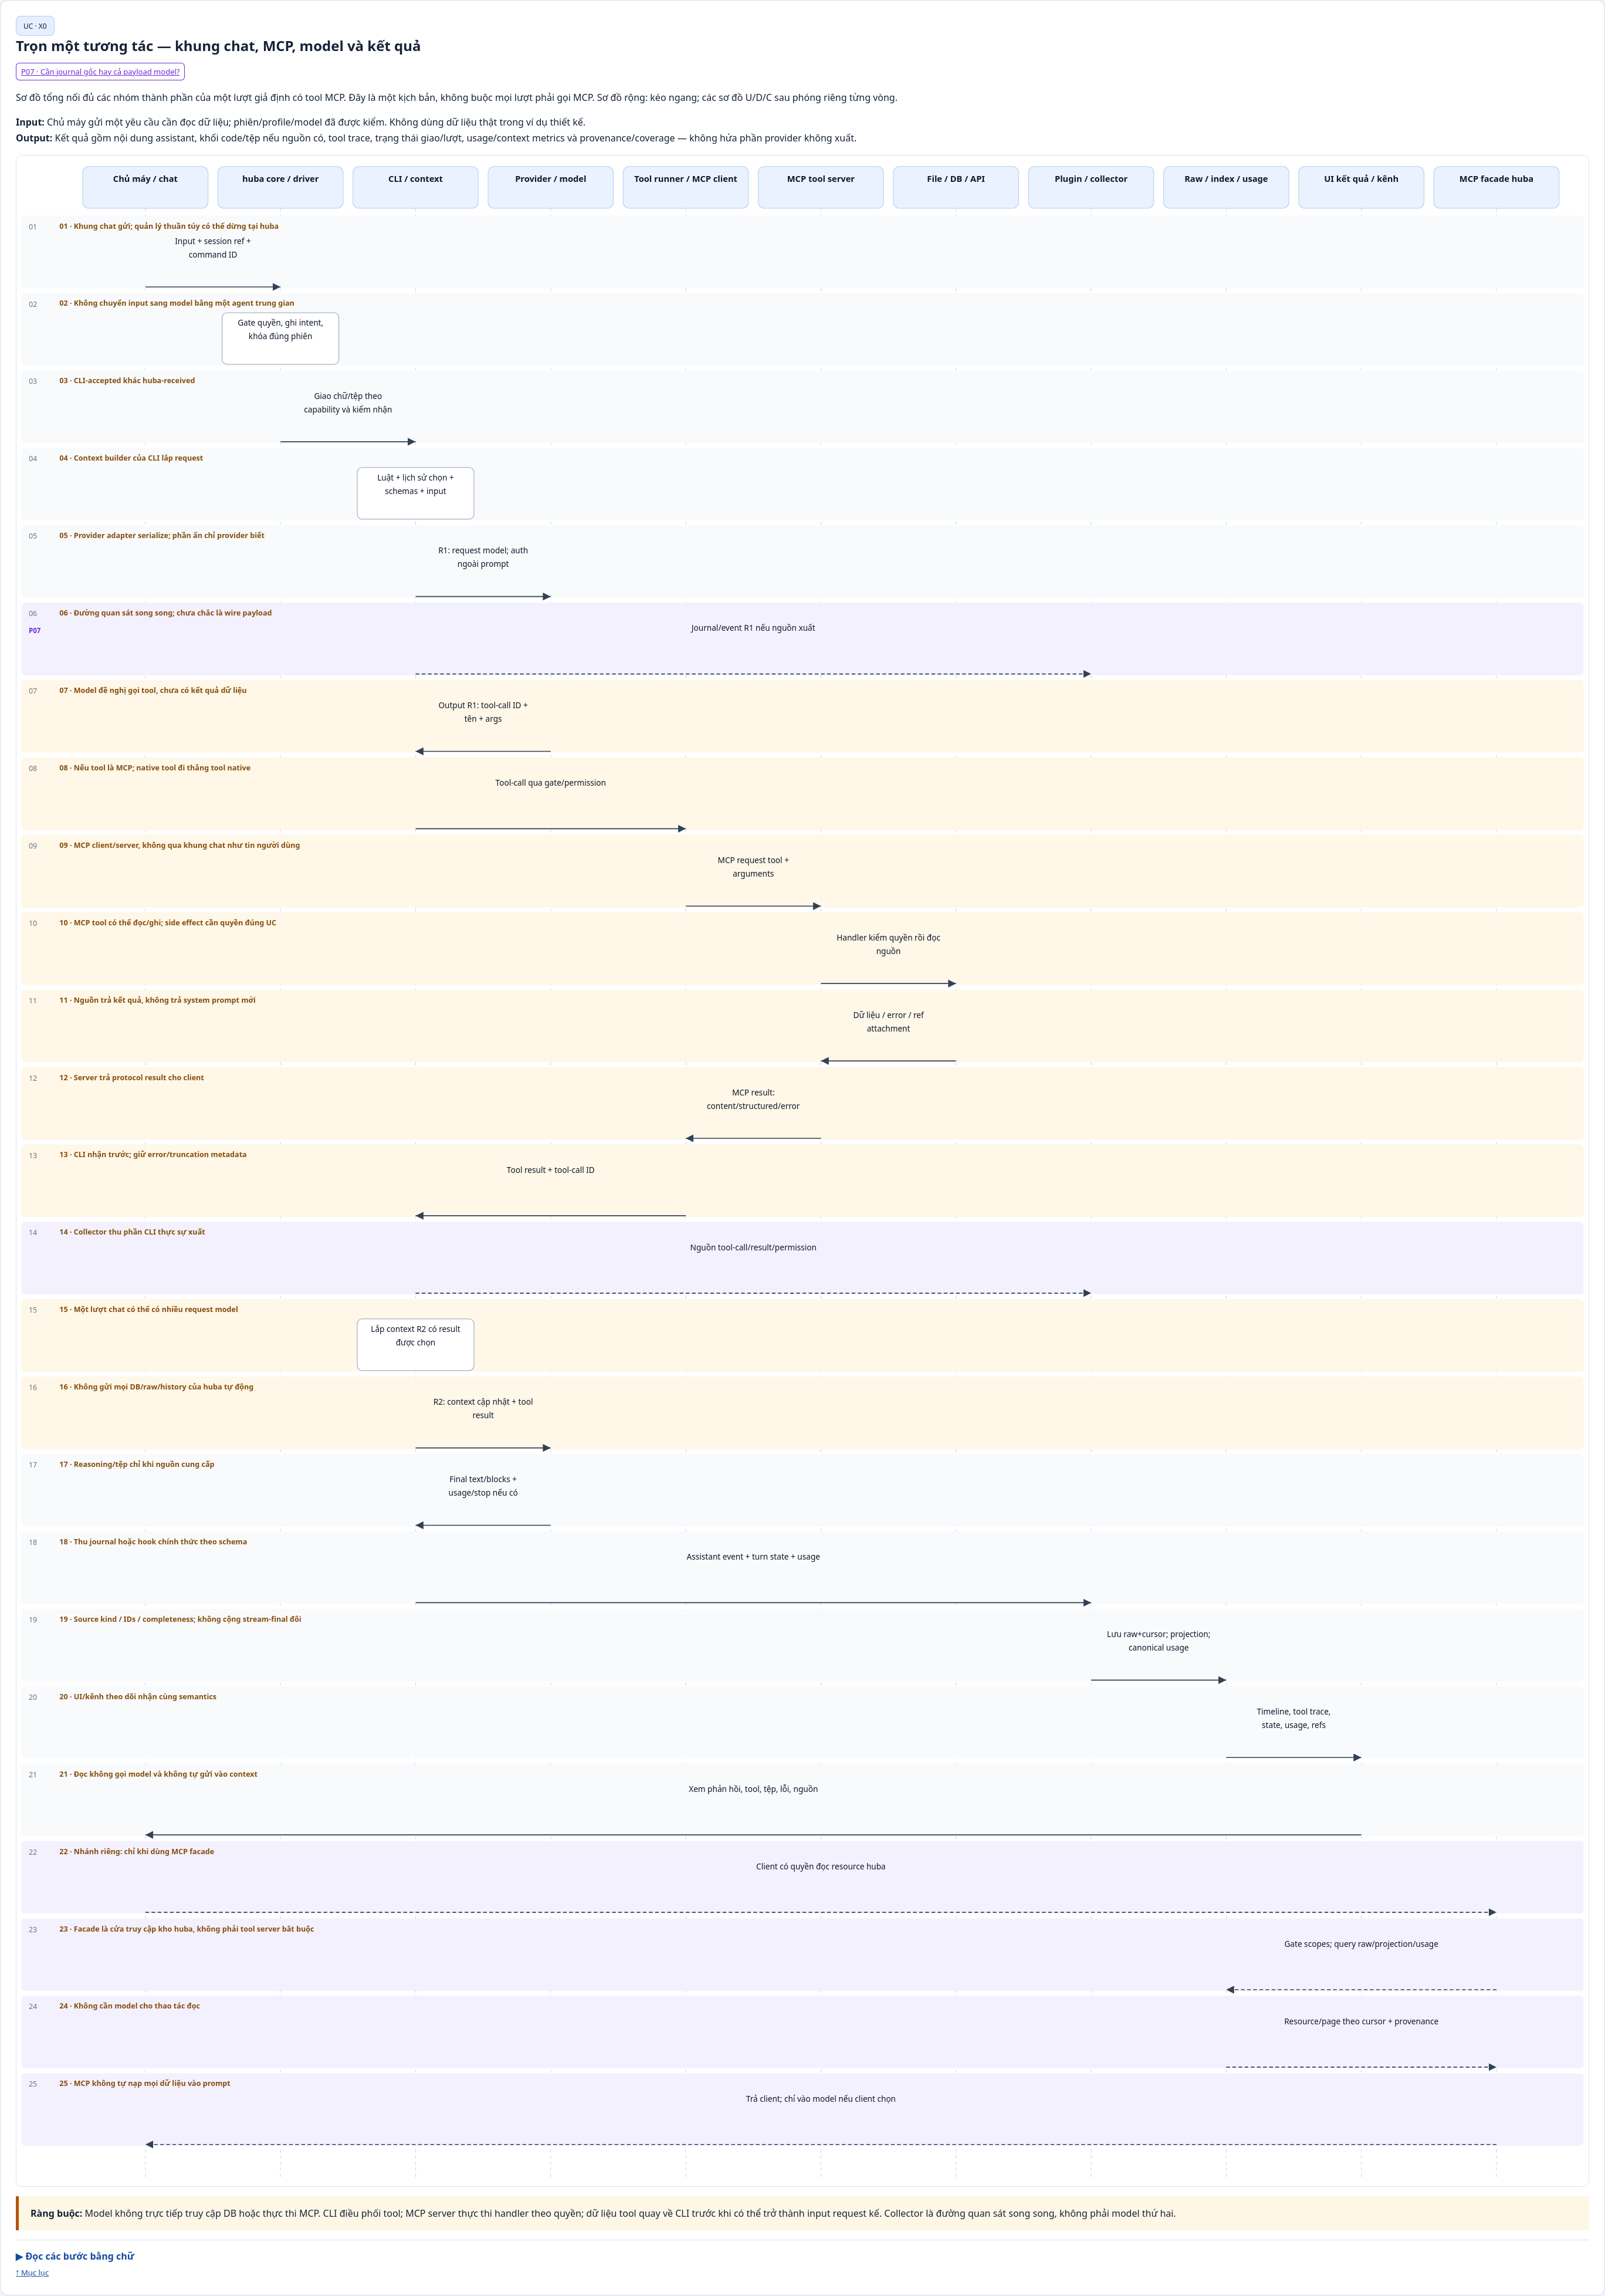 UC · X0
Trọn một tương tác — khung chat, MCP, model và kết quả
P07 · Cần journal gốc hay cả payload model?
Sơ đồ tổng nối đủ các nhóm thành phần của một lượt giả định có tool MCP. Đây là một kịch bản, không buộc mọi lượt phải gọi MCP. Sơ đồ rộng: kéo ngang; các sơ đồ U/D/C sau phóng riêng từng vòng.
Input: Chủ máy gửi một yêu cầu cần đọc dữ liệu; phiên/profile/model đã được kiểm. Không dùng dữ liệu thật trong ví dụ thiết kế.
Output: Kết quả gồm nội dung assistant, khối code/tệp nếu nguồn có, tool trace, trạng thái giao/lượt, usage/context metrics và provenance/coverage — không hứa phần provider không xuất.
Chủ máy / chat
huba core / driver
CLI / context
Provider / model
Tool runner / MCP client
MCP tool server
File / DB / API
Plugin / collector
Raw / index / usage
UI kết quả / kênh
MCP facade huba
01
01 · Khung chat gửi; quản lý thuần túy có thể dừng tại huba
Input + session ref +
command ID
02
02 · Không chuyển input sang model bằng một agent trung gian
Gate quyền, ghi intent,
khóa đúng phiên
03
03 · CLI-accepted khác huba-received
Giao chữ/tệp theo
capability và kiểm nhận
04
04 · Context builder của CLI lắp request
Luật + lịch sử chọn +
schemas + input
05
05 · Provider adapter serialize; phần ẩn chỉ provider biết
R1: request model; auth
ngoài prompt
06
06 · Đường quan sát song song; chưa chắc là wire payload
P07
Journal/event R1 nếu nguồn xuất
07
07 · Model đề nghị gọi tool, chưa có kết quả dữ liệu
Output R1: tool-call ID +
tên + args
08
08 · Nếu tool là MCP; native tool đi thẳng tool native
Tool-call qua gate/permission
09
09 · MCP client/server, không qua khung chat như tin người dùng
MCP request tool +
arguments
10
10 · MCP tool có thể đọc/ghi; side effect cần quyền đúng UC
Handler kiểm quyền rồi đọc
nguồn
11
11 · Nguồn trả kết quả, không trả system prompt mới
Dữ liệu / error / ref
attachment
12
12 · Server trả protocol result cho client
MCP result:
content/structured/error
13
13 · CLI nhận trước; giữ error/truncation metadata
Tool result + tool-call ID
14
14 · Collector thu phần CLI thực sự xuất
Nguồn tool-call/result/permission
15
15 · Một lượt chat có thể có nhiều request model
Lắp context R2 có result
được chọn
16
16 · Không gửi mọi DB/raw/history của huba tự động
R2: context cập nhật + tool
result
17
17 · Reasoning/tệp chỉ khi nguồn cung cấp
Final text/blocks +
usage/stop nếu có
18
18 · Thu journal hoặc hook chính thức theo schema
Assistant event + turn state + usage
19
19 · Source kind / IDs / completeness; không cộng stream-final đôi
Lưu raw+cursor; projection;
canonical usage
20
20 · UI/kênh theo dõi nhận cùng semantics
Timeline, tool trace,
state, usage, refs
21
21 · Đọc không gọi model và không tự gửi vào context
Xem phản hồi, tool, tệp, lỗi, nguồn
22
22 · Nhánh riêng: chỉ khi dùng MCP facade
Client có quyền đọc resource huba
23
23 · Facade là cửa truy cập kho huba, không phải tool server bắt buộc
Gate scopes; query raw/projection/usage
24
24 · Không cần model cho thao tác đọc
Resource/page theo cursor + provenance
25
25 · MCP không tự nạp mọi dữ liệu vào prompt
Trả client; chỉ vào model nếu client chọn
Ràng buộc: Model không trực tiếp truy cập DB hoặc thực thi MCP. CLI điều phối tool; MCP server thực thi handler theo quyền; dữ liệu tool quay về CLI trước khi có thể trở thành input request kế. Collector là đường quan sát song song, không phải model thứ hai.
▶ Đọc các bước bằng chữ
↑ Mục lục